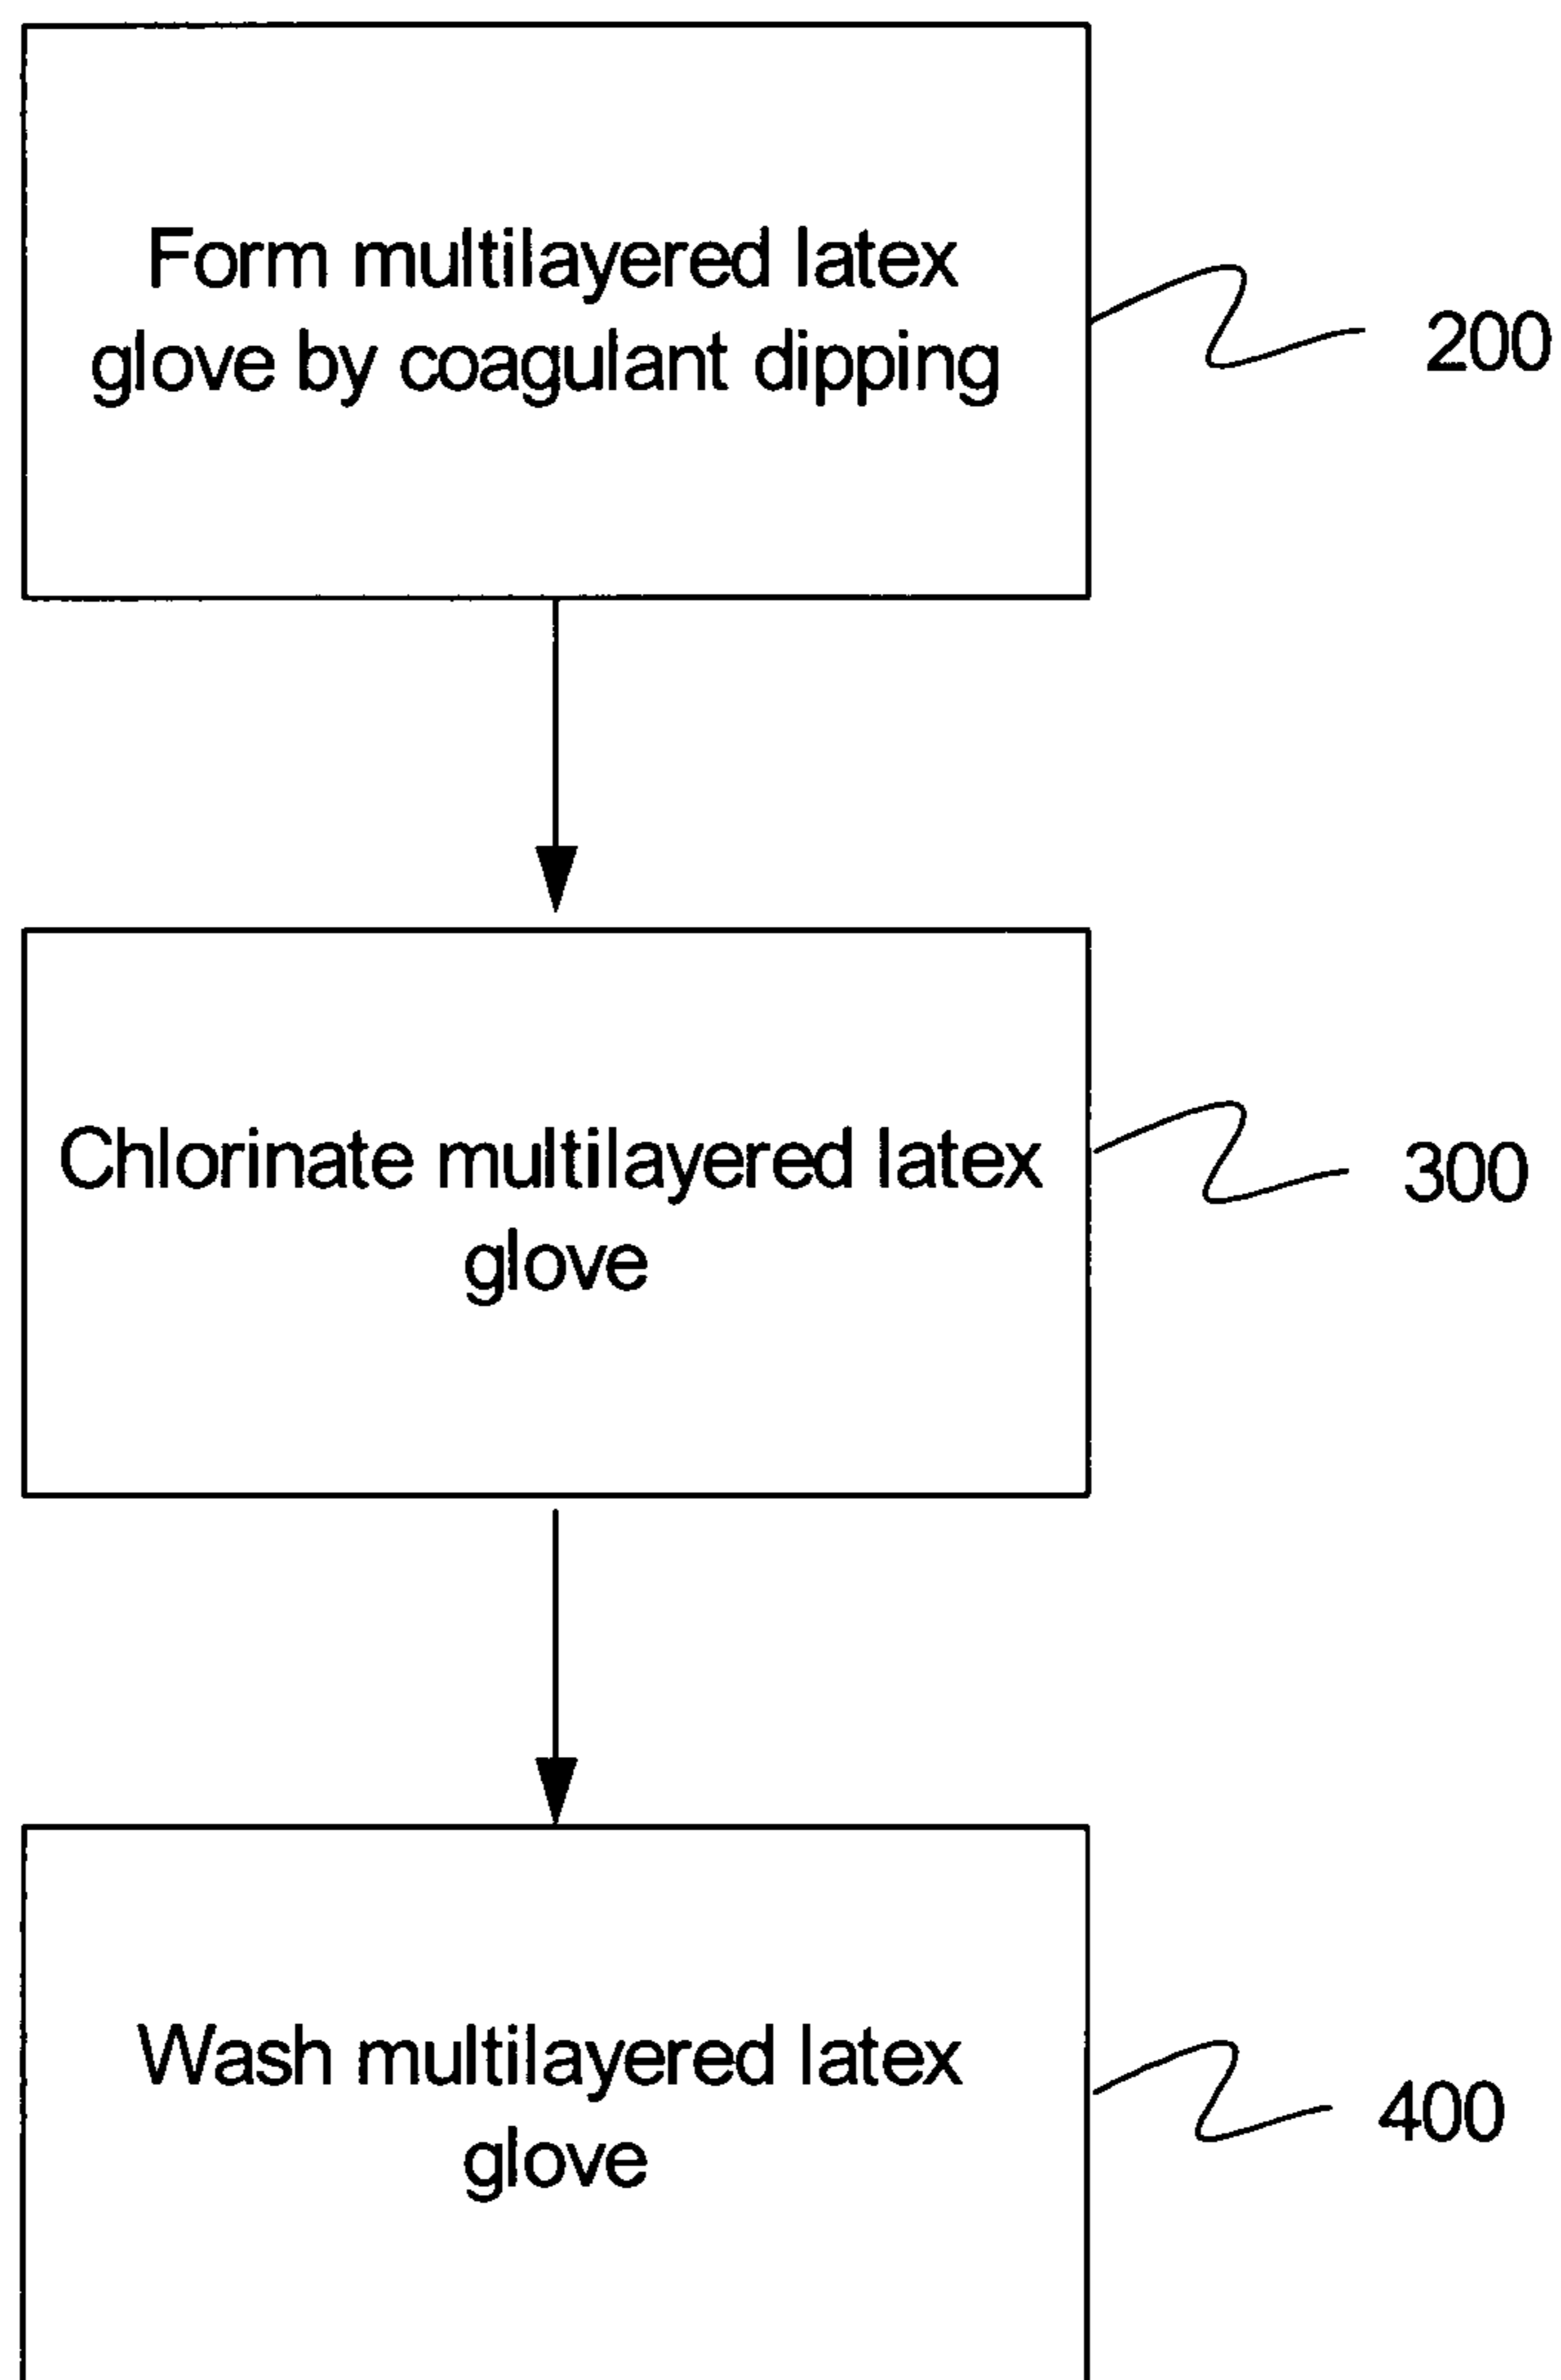 Form multilayered latex
glove by coagulant dipping
200
Chlorinate multilayered latex
glove
300
Wash multilayered latex
glove
400